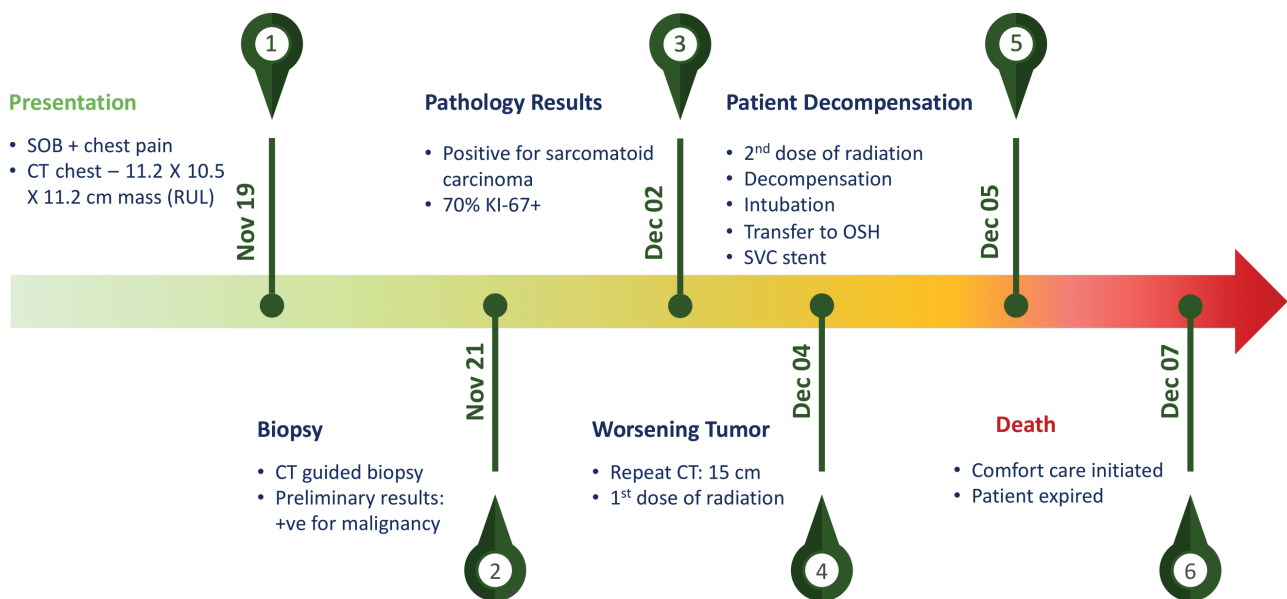 1
Nov 19
Presentation
• SOB + chest pain
• CT chest – 11.2 X 10.5
X 11.2 cm mass (RUL)
2
Nov 21
Biopsy
• CT guided biopsy
• Preliminary results:
+ve for malignancy
3
Dec 02
Pathology Results
• Positive for sarcomatoid
carcinoma
• 70% KI-67+
4
Dec 04
Worsening Tumor
• Repeat CT: 15 cm
• 1st dose of radiation
5
Dec 05
Patient Decompensation
• 2nd dose of radiation
• Decompensation
• Intubation
• Transfer to OSH
• SVC stent
6
Dec 07
Death
• Comfort care initiated
• Patient expired